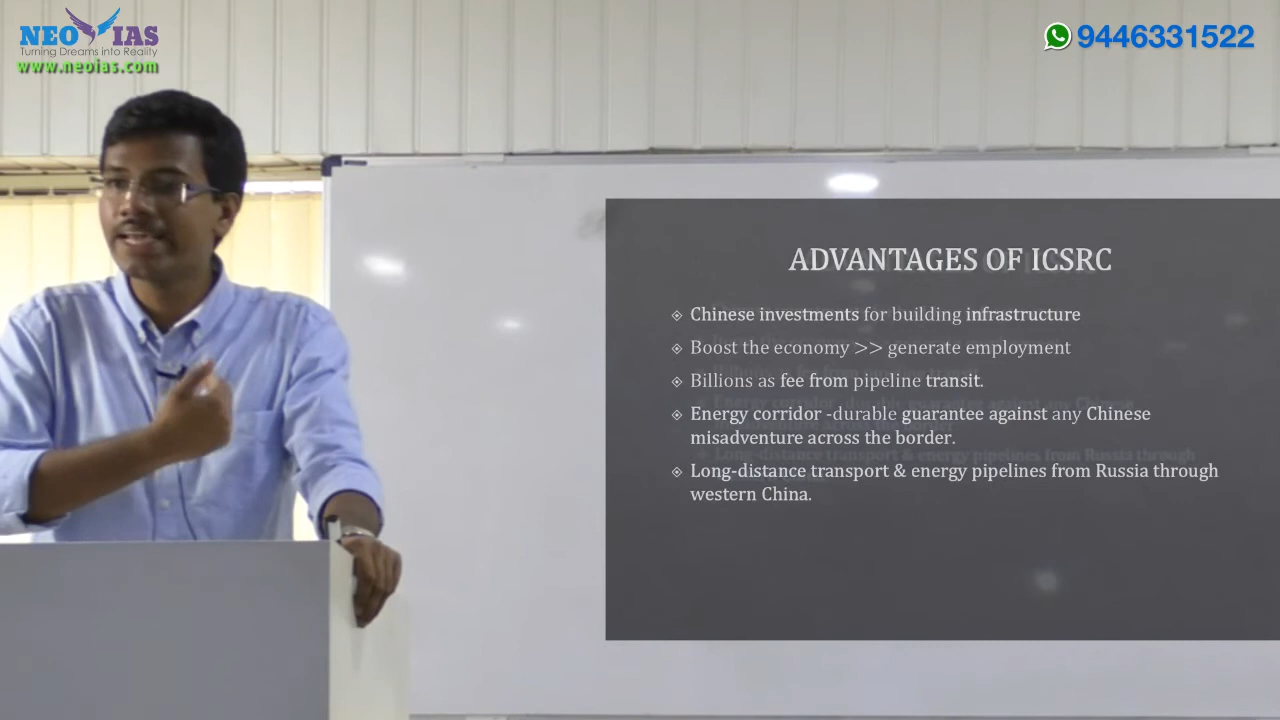 NEO IAS
Turning Dreams into Reality
www.neoias.com
9446331522
ADVANTAGES OF ICSRC
Chinese investments for building infrastructure
Boost the economy >> generate employment
Billions as fee from pipeline transit.
Energy corridor -durable guarantee against any Chinese
misadventure across the border.
Long-distance transport & energy pipelines from Russia through
western China.